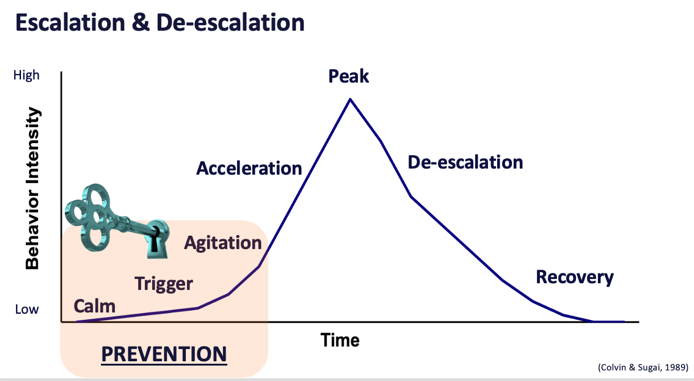 Escalation & De-escalation
High
Peak
Behavior Intensity
Acceleration
De-escalation
Agitation
Trigger
Recovery
Calm
Low
Time
PREVENTION
(Colvin & Sugai, 1989)